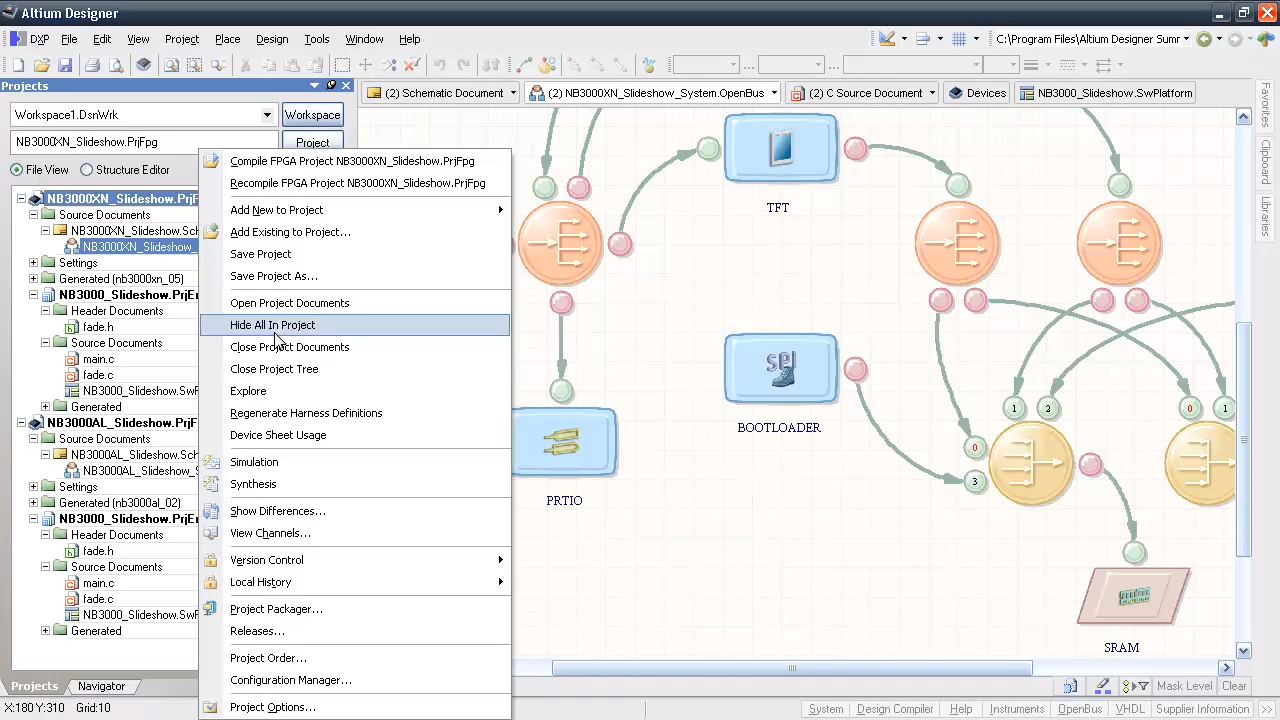 Altium Designer
DXP File Edit View Project Place Design Tools Window Help
C:\Program Files\Altium Designer Sumr
Projects
(2) Schematic Document
(2) NB3000XN_Slideshow_System.OpenBus
(2) C Source Document
Devices
NB3000_Slideshow.SwPlatform
Workspace1.DsnWrk
Workspace
NB3000XN_Slideshow.PrjFpg
Project
File View
Structure Editor
NB3000XN_Slideshow.PrjF
Source Documents
NB3000XN_Slideshow.Sch
NB3000XN_Slideshow_
Settings
Generated (nb3000xn_05)
NB3000_Slideshow.PrjE
Header Documents
fade.h
Source Documents
main.c
fade.c
NB3000_Slideshow.SwP
Generated
NB3000AL_Slideshow.PrjF
Source Documents
NB3000AL_Slideshow.Sch
NB3000AL_Slideshow_
Settings
Generated (nb3000al_02)
NB3000_Slideshow.PrjE
Header Documents
fade.h
Source Documents
main.c
fade.c
NB3000_Slideshow.SwP
Generated
Compile FPGA Project NB3000XN_Slideshow.PrjFpg
Recompile FPGA Project NB3000XN_Slideshow.PrjFpg
Add New to Project
Add Existing to Project...
Save Project
Save Project As...
Open Project Documents
Hide All In Project
Close Project Documents
Close Project Tree
Explore
Regenerate Harness Definitions
Device Sheet Usage
Simulation
Synthesis
Show Differences...
View Channels...
Version Control
Local History
Project Packager...
Releases...
Project Order...
Configuration Manager...
Project Options...
TFT
SPI
BOOTLOADER
PRTIO
1 2 0 1
0
3
SRAM
Favorites
Clipboard
Libraries
Projects
Navigator
Mask Level
Clear
X:180 Y:310 Grid:10
System
Design Compiler
Help
Instruments
OpenBus
VHDL
Supplier Information
>>